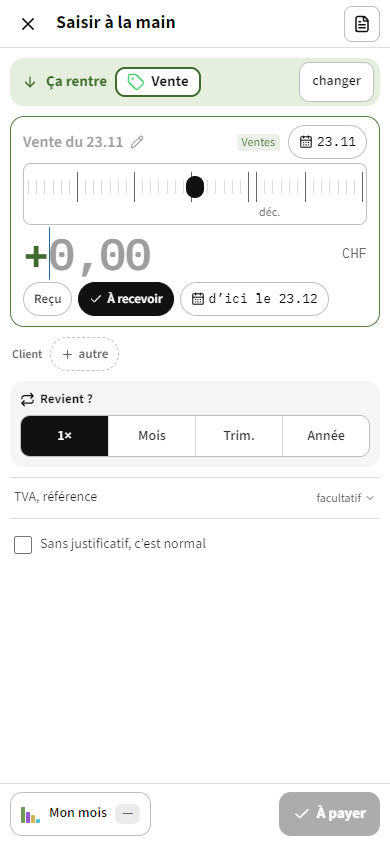 Saisir à la main
Ça rentre Vente changer
Vente du 23.11 Ventes 23.11
déc.
+0,00 CHF
Reçu À recevoir d’ici le 23.12
Client + autre
Revient ?
1× Mois Trim. Année
TVA, référence facultatif
Sans justificatif, c’est normal
Mon mois — À payer